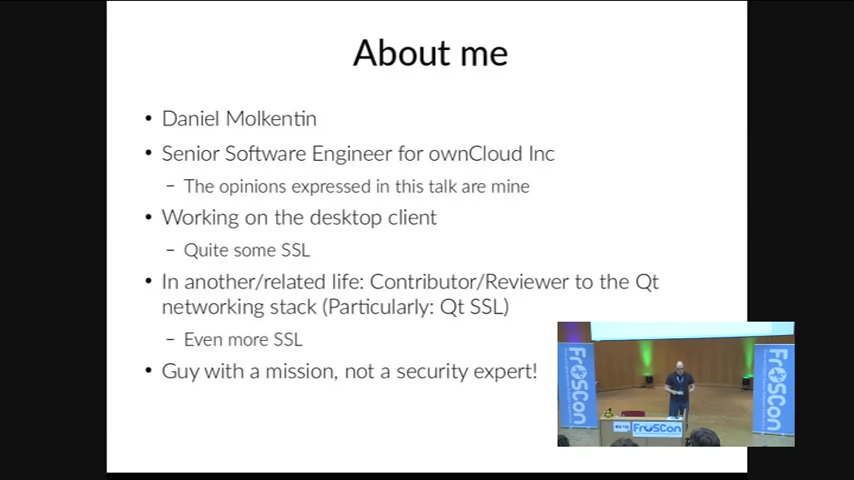 About me
• Daniel Molkentin
• Senior Software Engineer for ownCloud Inc
– The opinions expressed in this talk are mine
• Working on the desktop client
– Quite some SSL
• In another/related life: Contributor/Reviewer to the Qt
networking stack (Particularly: Qt SSL)
– Even more SSL
• Guy with a mission, not a security expert!
FrOSCon
FrOSCon
FrOSCon